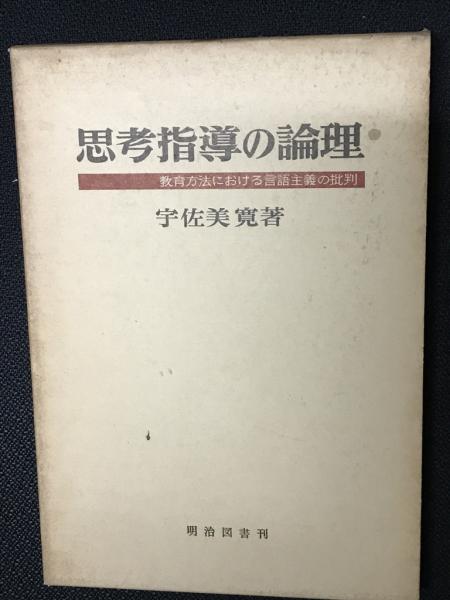 思考指導の論理
教育方法における言語主義の批判
宇佐美寛著
明治図書刊